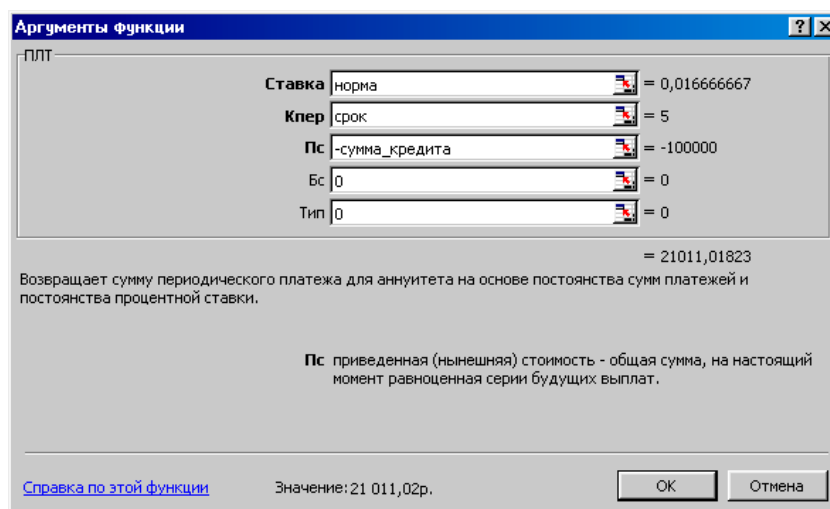 Аргументы функции
ПЛТ
Ставка норма = 0,016666667
Кпер срок = 5
Пс -сумма_кредита = -100000
Бс 0 = 0
Тип 0 = 0
= 21011,01823
Возвращает сумму периодического платежа для аннуитета на основе постоянства сумм платежей и
постоянства процентной ставки.
Пс приведенная (нынешняя) стоимость - общая сумма, на настоящий
момент равноценная серии будущих выплат.
Справка по этой функции Значение: 21 011,02р. OK Отмена